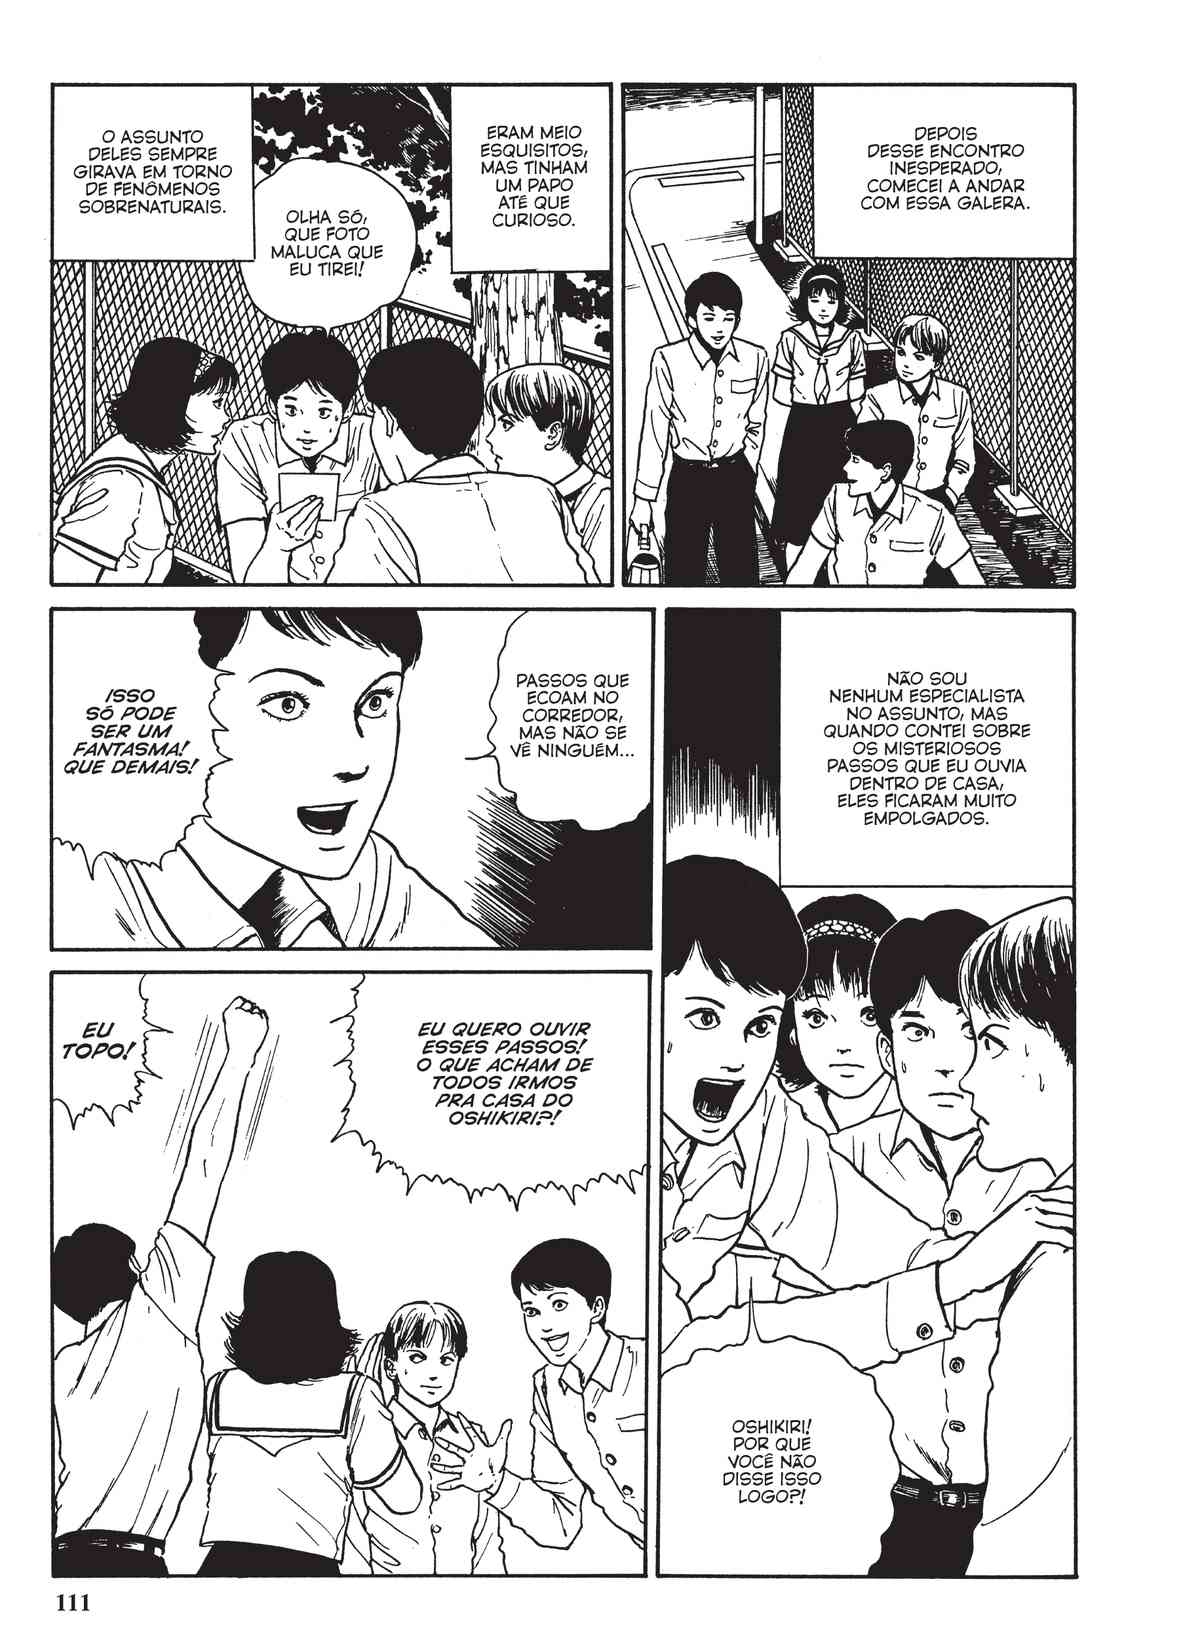 DEPOIS
DESSE ENCONTRO
INESPERADO,
COMECEI A ANDAR
COM ESSA GALERA.
ERAM MEIO
ESQUISITOS,
MAS TINHAM
UM PAPO
ATÉ QUE
CURIOSO.
OLHA SÓ,
QUE FOTO
MALUCA QUE
EU TIREI!
O ASSUNTO
DELES SEMPRE
GIRAVA EM TORNO
DE FENÔMENOS
SOBRENATURAIS.
NÃO SOU
NENHUM ESPECIALISTA
NO ASSUNTO, MAS
QUANDO CONTEI SOBRE
OS MISTERIOSOS
PASSOS QUE EU OUVIA
DENTRO DE CASA,
ELES FICARAM MUITO
EMPOLGADOS.
OSHIKIRI!
POR QUE
VOCÊ NÃO
DISSE ISSO
LOGO?!
PASSOS QUE
ECOAM NO
CORREDOR,
MAS NÃO SE
VÊ NINGUÉM...
ISSO
SÓ PODE
SER UM
FANTASMA!
QUE DEMAIS!
EU QUERO OUVIR
ESSES PASSOS!
O QUE ACHAM DE
TODOS IRMOS
PRA CASA DO
OSHIKIRI?!
EU
TOPO!
111